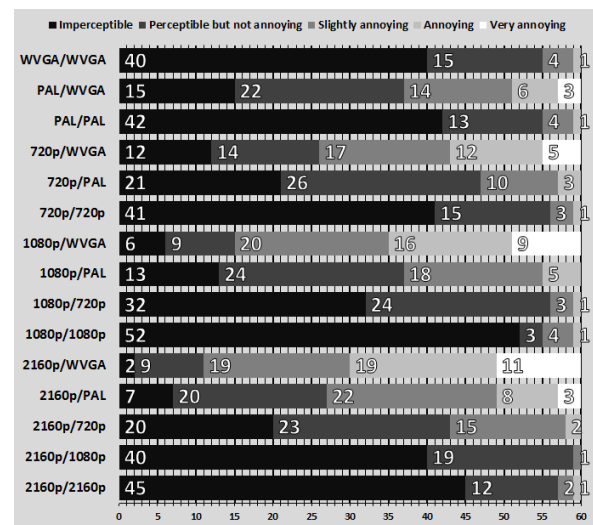 Imperceptible Perceptible but not annoying Slightly annoying Annoying Very annoying
WVGA/WVGA 40 15 4 1
PAL/WVGA 15 22 14 6 3
PAL/PAL 42 13 4 1
720p/WVGA 12 14 17 12 5
720p/PAL 21 26 10 3
720p/720p 41 15 3 1
1080p/WVGA 6 9 20 16 9
1080p/PAL 13 24 18 5
1080p/720p 32 24 3 1
1080p/1080p 52 3 4 1
2160p/WVGA 2 9 19 19 11
2160p/PAL 7 20 22 8 3
2160p/720p 20 23 15 2
2160p/1080p 40 19 1
2160p/2160p 45 12 2 1
0 5 10 15 20 25 30 35 40 45 50 55 60